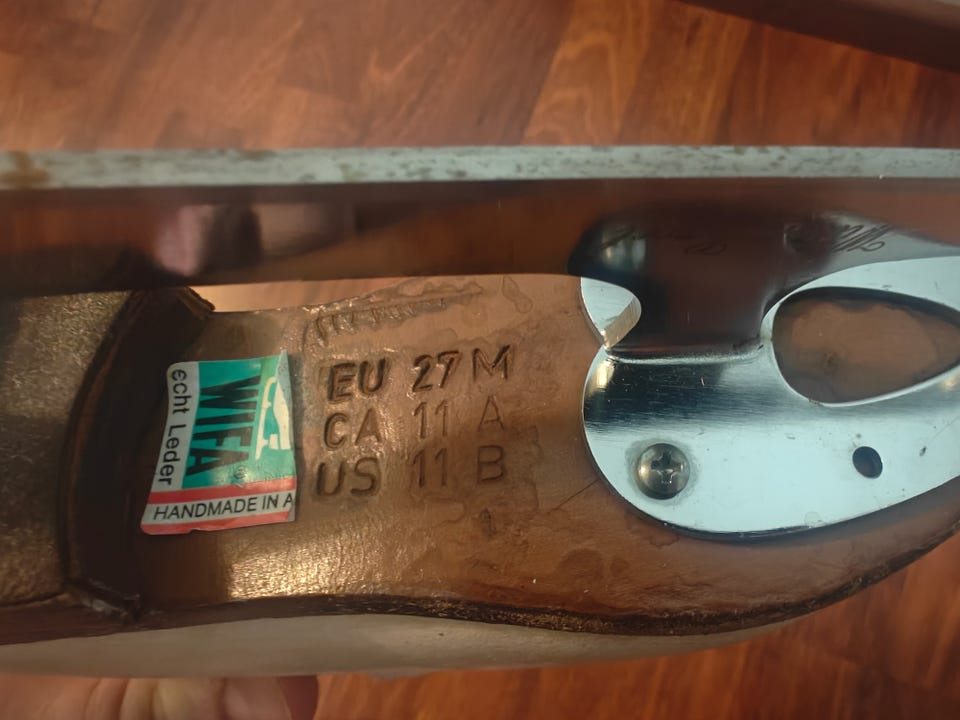 EU 27 M
CA 11 A
US 11 B
echt Leder
WIFA
®
HANDMADE IN A